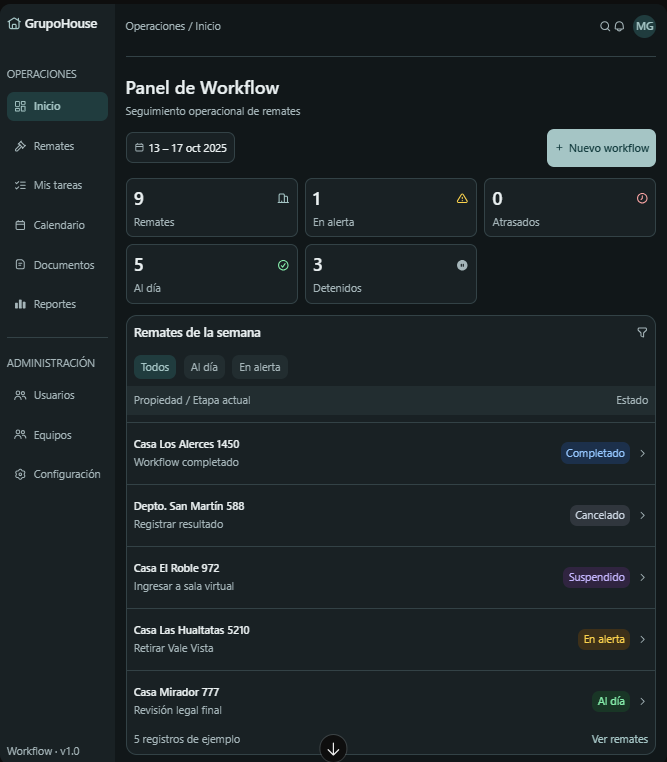 GrupoHouse
OPERACIONES
Inicio
Remates
Mis tareas
Calendario
Documentos
Reportes
ADMINISTRACIÓN
Usuarios
Equipos
Configuración
Workflow · v1.0
Operaciones / Inicio
MG
Panel de Workflow
Seguimiento operacional de remates
13 – 17 oct 2025
+ Nuevo workflow
9
Remates
1
En alerta
0
Atrasados
5
Al día
3
Detenidos
Remates de la semana
Todos Al día En alerta
Propiedad / Etapa actual Estado
Casa Los Alerces 1450
Workflow completado
Completado
Depto. San Martín 588
Registrar resultado
Cancelado
Casa El Roble 972
Ingresar a sala virtual
Suspendido
Casa Las Hualtatas 5210
Retirar Vale Vista
En alerta
Casa Mirador 777
Revisión legal final
Al día
5 registros de ejemplo Ver remates